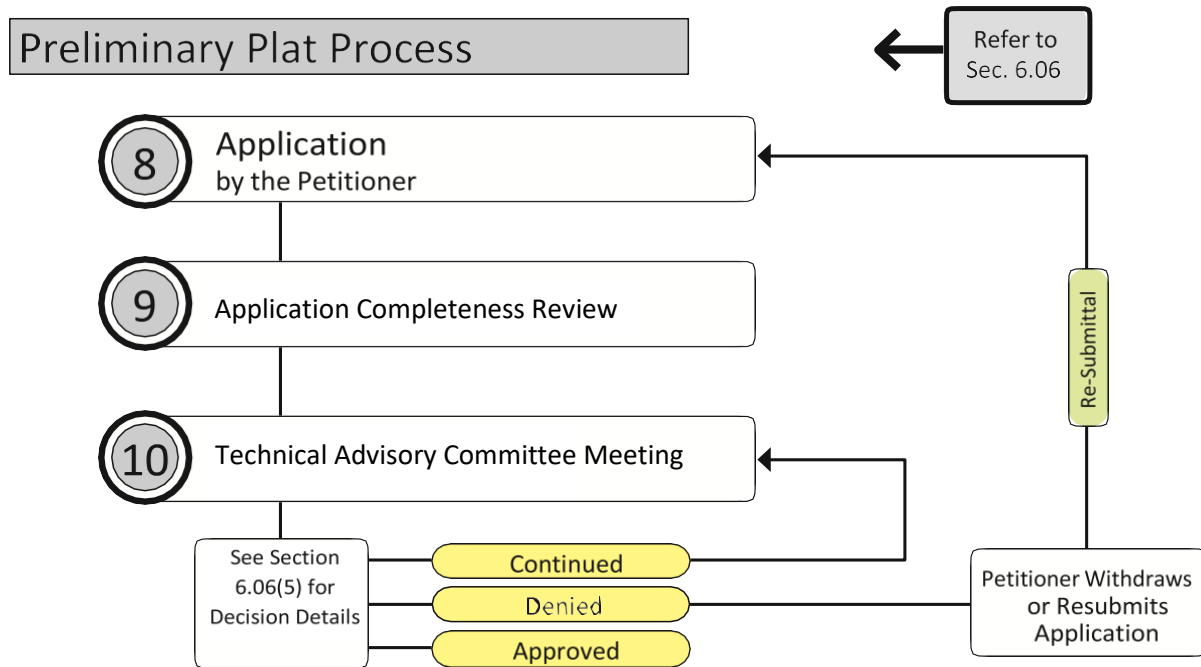 Preliminary Plat Process
Refer to
Sec. 6.06
8
Application
by the Petitioner
9
Application Completeness Review
Re-Submittal
10
Technical Advisory Committee Meeting
See Section
6.06(5) for
Decision Details
Continued
Denied
Approved
Petitioner Withdraws
or Resubmits
Application